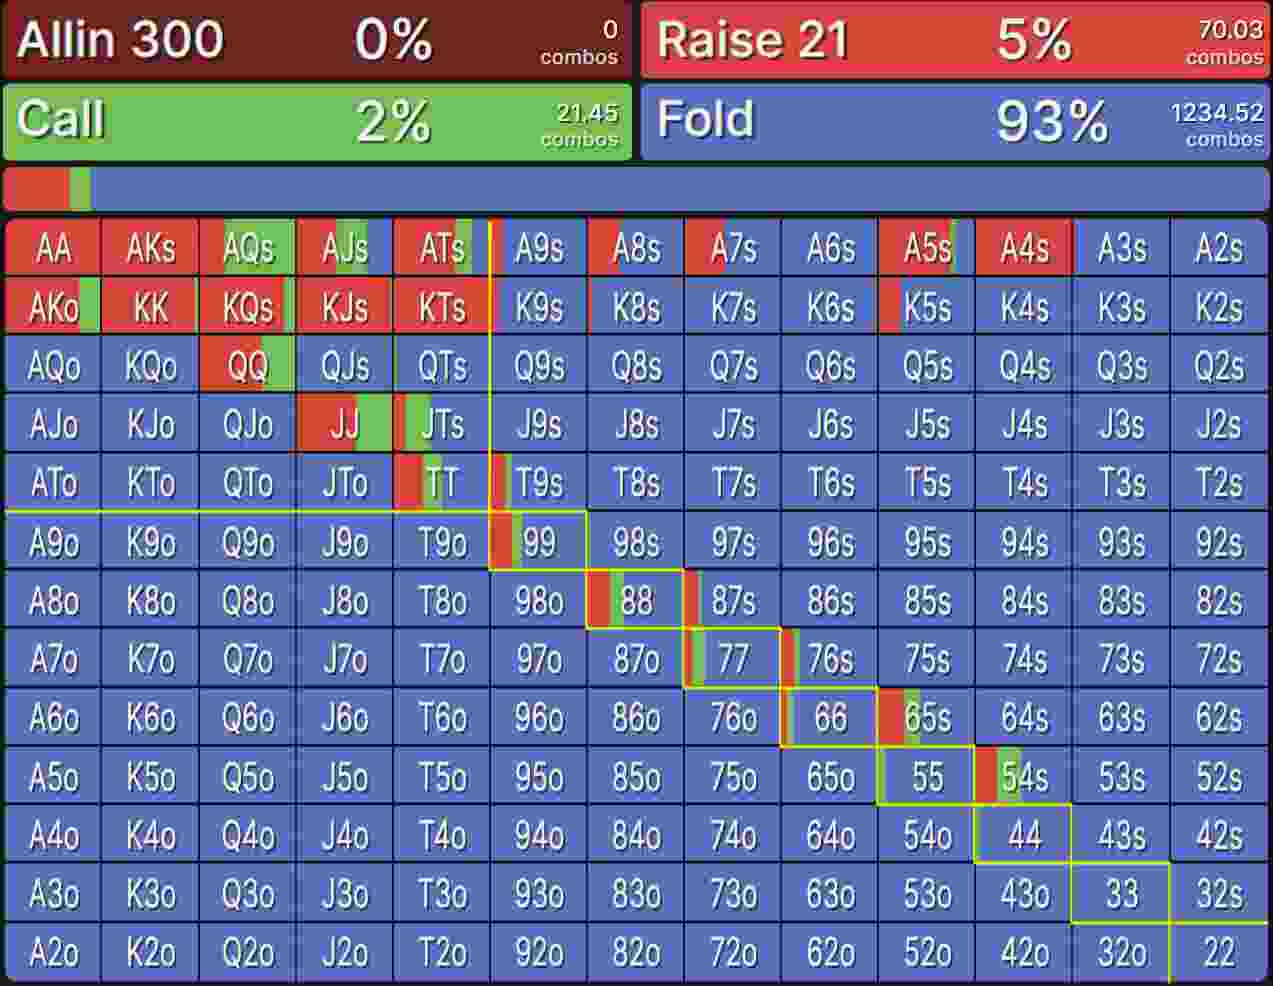 Allin 300 0% 0 combos Raise 21 5% 70.03 combos
Call 2% 21.45 combos Fold 93% 1234.52 combos
AA AKs AQs AJs ATs A9s A8s A7s A6s A5s A4s A3s A2s
AKo KK KQs KJs KTs K9s K8s K7s K6s K5s K4s K3s K2s
AQo KQo QQ QJs QTs Q9s Q8s Q7s Q6s Q5s Q4s Q3s Q2s
AJo KJo QJo JJ JTs J9s J8s J7s J6s J5s J4s J3s J2s
ATo KTo QTo JTo TT T9s T8s T7s T6s T5s T4s T3s T2s
A9o K9o Q9o J9o T9o 99 98s 97s 96s 95s 94s 93s 92s
A8o K8o Q8o J8o T8o 98o 88 87s 86s 85s 84s 83s 82s
A7o K7o Q7o J7o T7o 97o 87o 77 76s 75s 74s 73s 72s
A6o K6o Q6o J6o T6o 96o 86o 76o 66 65s 64s 63s 62s
A5o K5o Q5o J5o T5o 95o 85o 75o 65o 55 54s 53s 52s
A4o K4o Q4o J4o T4o 94o 84o 74o 64o 54o 44 43s 42s
A3o K3o Q3o J3o T3o 93o 83o 73o 63o 53o 43o 33 32s
A2o K2o Q2o J2o T2o 92o 82o 72o 62o 52o 42o 32o 22